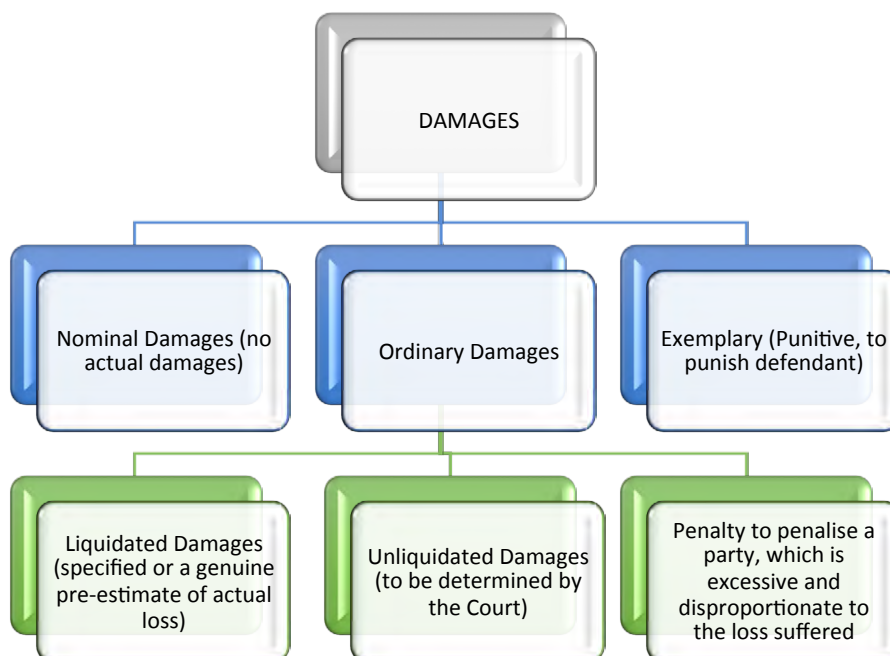 DAMAGES
Nominal Damages (no
actual damages)
Ordinary Damages
Exemplary (Punitive, to
punish defendant)
Liquidated Damages
(specified or a genuine
pre-estimate of actual
loss)
Unliquidated Damages
(to be determined by
the Court)
Penalty to penalise a
party, which is
excessive and
disproportionate to
the loss suffered